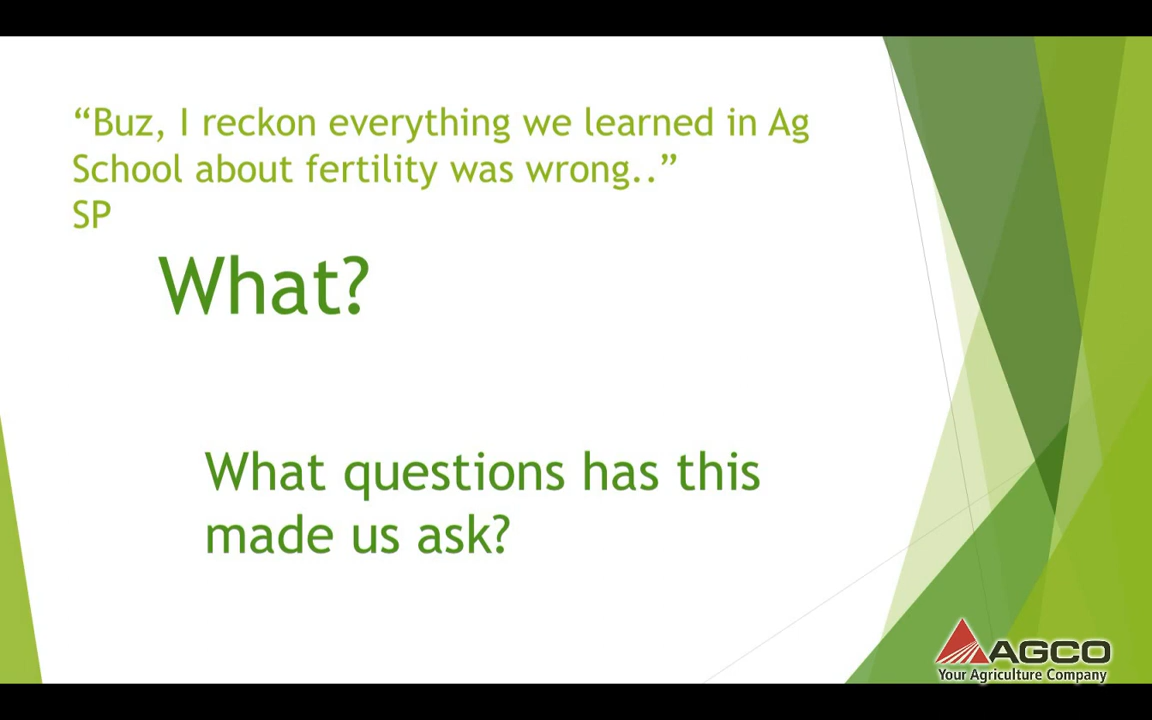 “Buz, I reckon everything we learned in Ag
School about fertility was wrong..”
SP
What?
What questions has this
made us ask?
AGCO
Your Agriculture Company